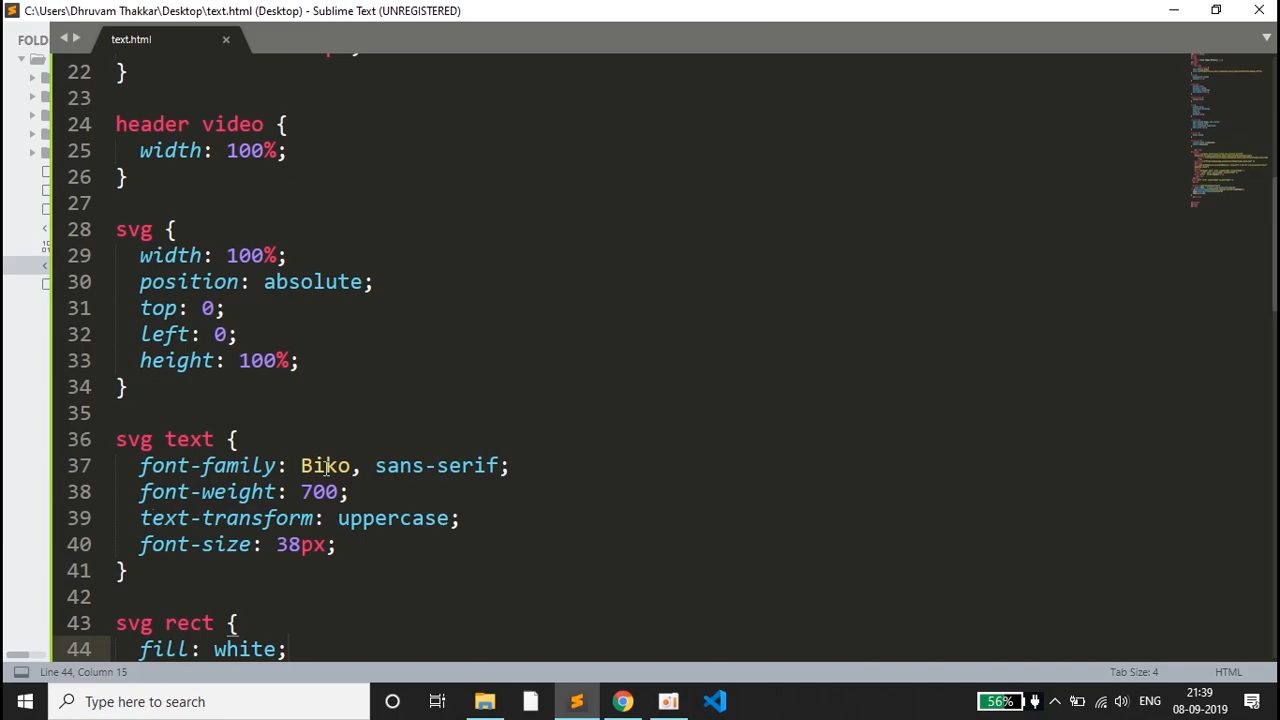 C:\Users\Dhruvam Thakkar\Desktop\text.html (Desktop) - Sublime Text (UNREGISTERED)
FOLD
text.html
22 }
23
24 header video {
25 width: 100%;
26 }
27
28 svg {
29 width: 100%;
30 position: absolute;
31 top: 0;
32 left: 0;
33 height: 100%;
34 }
35
36 svg text {
37 font-family: Biko, sans-serif;
38 font-weight: 700;
39 text-transform: uppercase;
40 font-size: 38px;
41 }
42
43 svg rect {
44 fill: white;
Line 44, Column 15
Tab Size: 4
HTML
Type here to search
56%
ENG
21:39
08-09-2019